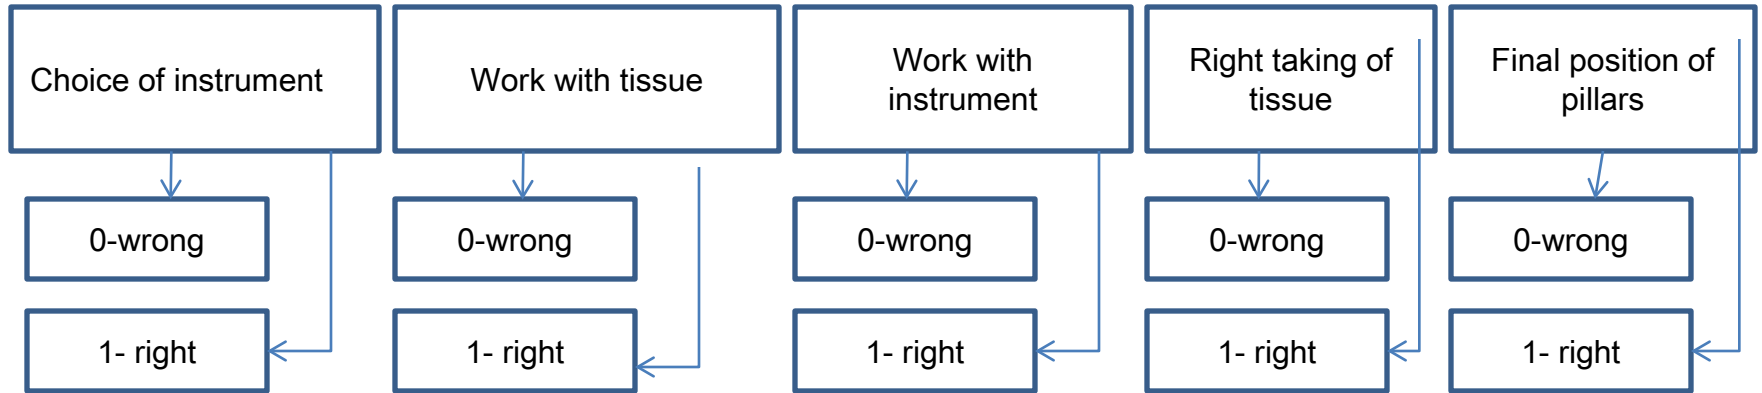 Choice of instrument
Work with tissue
Work with
instrument
Right taking of
tissue
Final position of
pillars
0-wrong
0-wrong
0-wrong
0-wrong
0-wrong
1- right
1- right
1- right
1- right
1- right